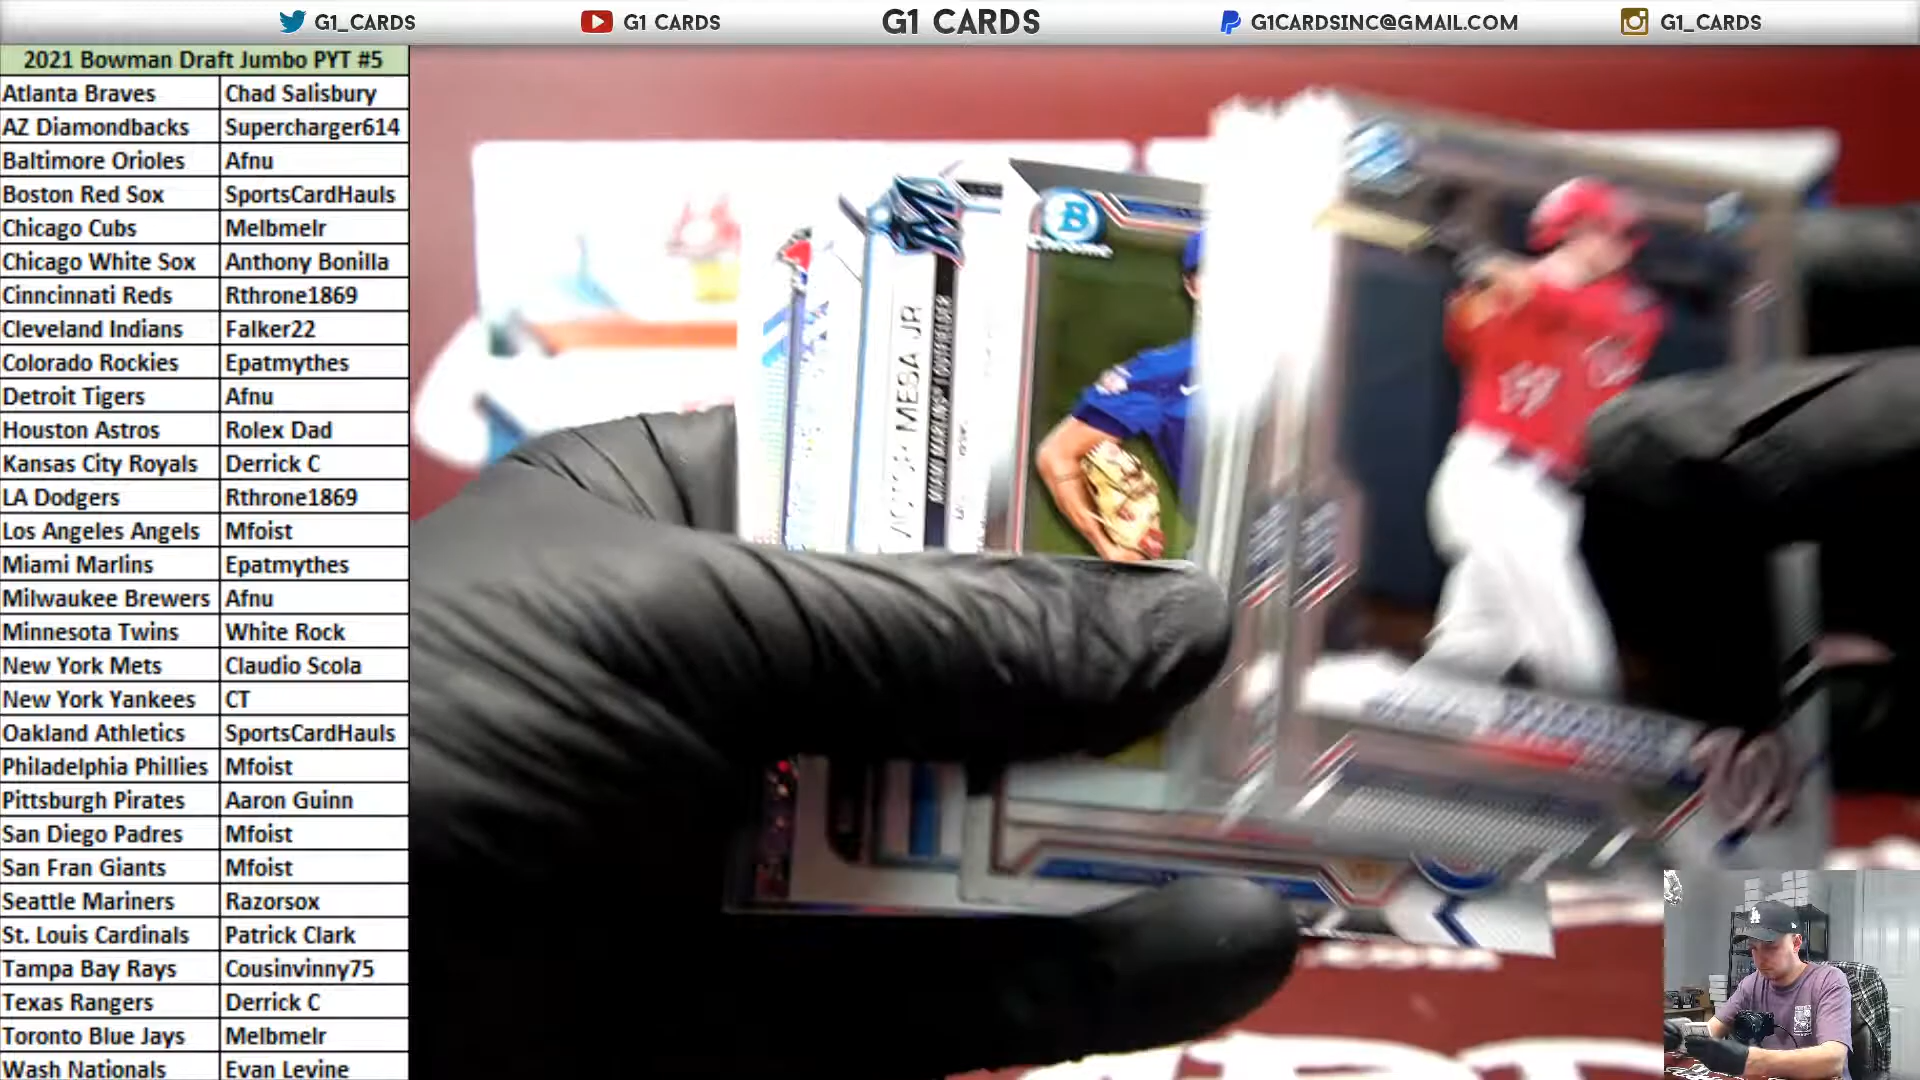 G1_CARDS
G1 CARDS
G1 CARDS
G1CARDSINC@GMAIL.COM
G1_CARDS
2021 Bowman Draft Jumbo PYT #5
Atlanta Braves Chad Salisbury
AZ Diamondbacks Supercharger614
Baltimore Orioles Afnu
Boston Red Sox SportsCardHauls
Chicago Cubs Melbmelr
Chicago White Sox Anthony Bonilla
Cinncinnati Reds Rthrone1869
Cleveland Indians Falker22
Colorado Rockies Epatmythes
Detroit Tigers Afnu
Houston Astros Rolex Dad
Kansas City Royals Derrick C
LA Dodgers Rthrone1869
Los Angeles Angels Mfoist
Miami Marlins Epatmythes
Milwaukee Brewers Afnu
Minnesota Twins White Rock
New York Mets Claudio Scola
New York Yankees CT
Oakland Athletics SportsCardHauls
Philadelphia Phillies Mfoist
Pittsburgh Pirates Aaron Guinn
San Diego Padres Mfoist
San Fran Giants Mfoist
Seattle Mariners Razorsox
St. Louis Cardinals Patrick Clark
Tampa Bay Rays Cousinvinny75
Texas Rangers Derrick C
Toronto Blue Jays Melbmelr
Wash Nationals Evan Levine
VICTOR MESA JR
MIAMI MARLINS | OUTFIELDER
B
CHROME